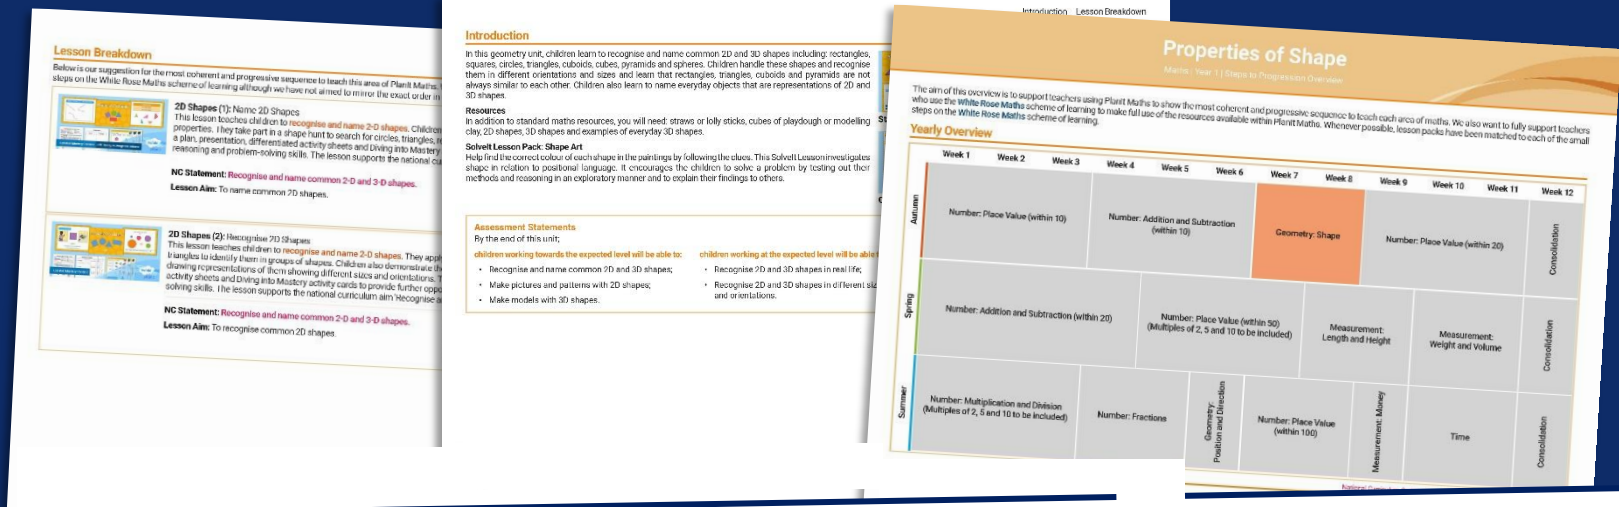 Lesson Breakdown
Below is our suggestion for the most coherent and progressive sequence to teach this area of PlanIt Maths.
steps on the White Rose Maths scheme of learning although we have not aimed to mirror the exact order in
2D Shapes (1): Name 2D Shapes
This lesson teaches children to recognise and name 2-D shapes. Children
properties. They take part in a shape hunt to search for circles, triangles,
a plan, presentation, differentiated activity sheets and Diving into Mastery
reasoning and problem-solving skills. The lesson supports the national cu
NC Statement: Recognise and name common 2-D and 3-D shapes.
Lesson Aim: To name common 2D shapes.
2D Shapes (2): Recognise 2D Shapes
This lesson teaches children to recognise and name 2-D shapes. They appl
triangles to identify them in groups of shapes. Children also demonstrate the
drawing representations of them showing different sizes and orientations.
activity sheets and Diving into Mastery activity cards to provide further oppo
solving skills. The lesson supports the national curriculum aim 'Recognise a
NC Statement: Recognise and name common 2-D and 3-D shapes.
Lesson Aim: To recognise common 2D shapes.
Introduction Lesson Breakdown
Introduction
In this geometry unit, children learn to recognise and name common 2D and 3D shapes including: rectangles,
squares, circles, triangles, cuboids, cubes, pyramids and spheres. Children handle these shapes and recognise
them in different orientations and sizes and learn that rectangles, triangles, cuboids and pyramids are not
always similar to each other. Children also learn to name everyday objects that are representations of 2D and
3D shapes.
Resources
In addition to standard maths resources, you will need: straws or lolly sticks, cubes of playdough or modelling
clay, 2D shapes, 3D shapes and examples of everyday 3D shapes.
SolveIt Lesson Pack: Shape Art
Help find the correct colour of each shape in the paintings by following the clues. This SolveIt Lesson investigates
shape in relation to positional language. It encourages the children to solve a problem by testing out their
methods and reasoning in an exploratory manner and to explain their findings to others.
Assessment Statements
By the end of this unit;
children working towards the expected level will be able to:
• Recognise and name common 2D and 3D shapes;
• Make pictures and patterns with 2D shapes;
• Make models with 3D shapes.
children working at the expected level will be able
• Recognise 2D and 3D shapes in real life;
• Recognise 2D and 3D shapes in different siz
and orientations.
Properties of Shape
Maths | Year 1 | Steps to Progression Overview
The aim of this overview is to support teachers using PlanIt Maths to show the most coherent and progressive sequence to teach each area of maths. We also want to fully support teachers
who use the White Rose Maths scheme of learning to make full use of the resources available within PlanIt Maths. Whenever possible, lesson packs have been matched to each of the small
steps on the White Rose Maths scheme of learning.
Yearly Overview
Week 1 Week 2 Week 3 Week 4 Week 5 Week 6 Week 7 Week 8 Week 9 Week 10 Week 11 Week 12
Autumn
Number: Place Value (within 10)
Number: Addition and Subtraction
(within 10)
Geometry: Shape
Number: Place Value (within 20)
Consolidation
Spring
Number: Addition and Subtraction (within 20)
Number: Place Value (within 50)
(Multiples of 2, 5 and 10 to be included)
Measurement:
Length and Height
Measurement:
Weight and Volume
Consolidation
Summer
Number: Multiplication and Division
(Multiples of 2, 5 and 10 to be included)
Number: Fractions
Geometry:
Position and Direction
Number: Place Value
(within 100)
Measurement: Money
Time
Consolidation